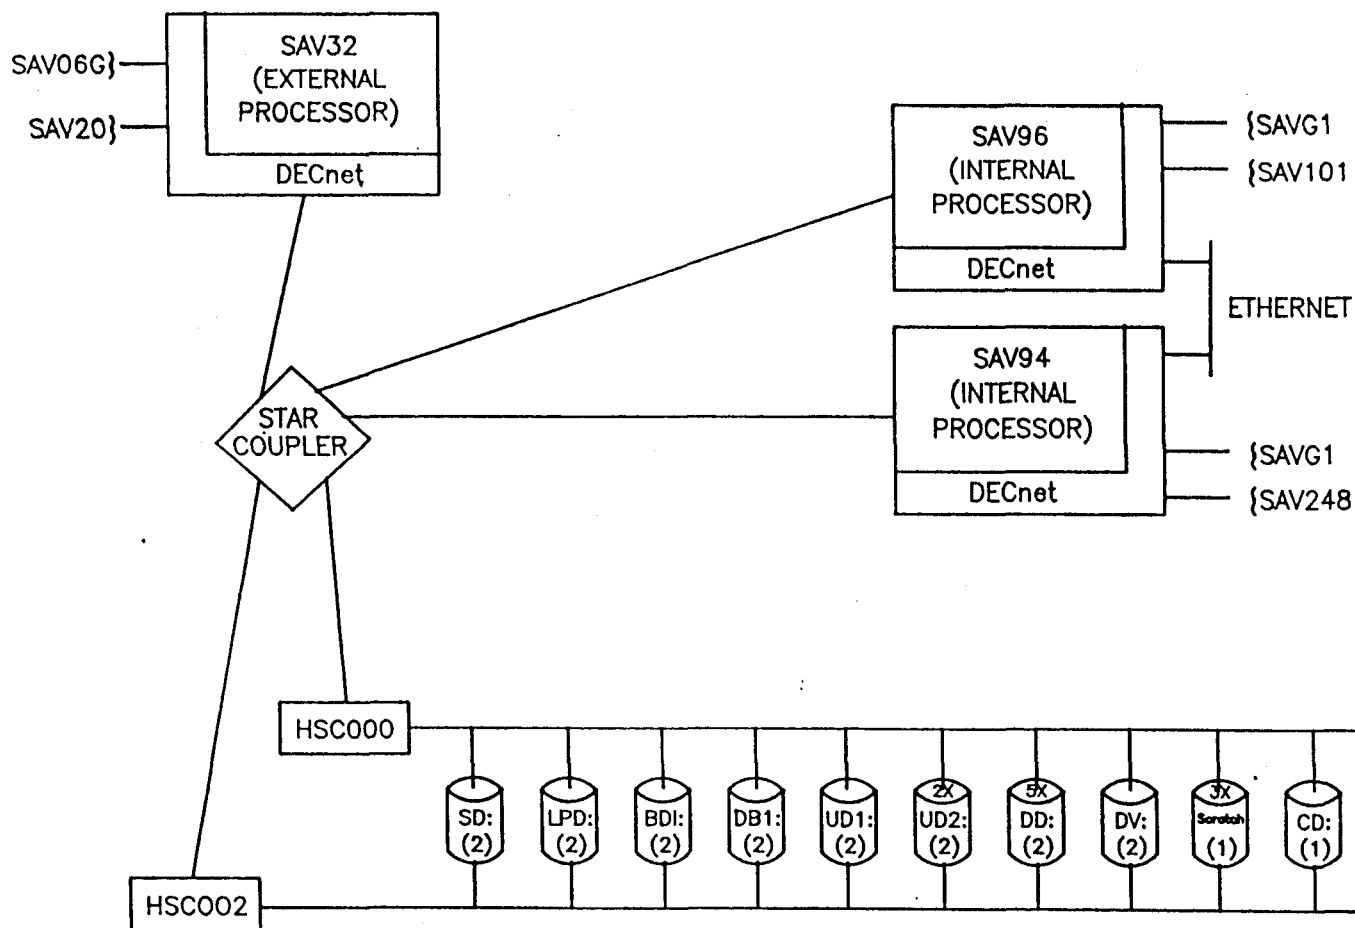 SAV06G}
SAV20}
SAV32
(EXTERNAL
PROCESSOR)
DECnet
SAV96
(INTERNAL
PROCESSOR)
DECnet
{SAVG1
{SAV101
ETHERNET
SAV94
(INTERNAL
PROCESSOR)
DECnet
{SAVG1
{SAV248
STAR
COUPLER
HSC000
HSC002
SD:
(2)
LPD:
(2)
BDI:
(2)
DB1:
(2)
UD1:
(2)
2X
UD2:
(2)
5X
DD:
(2)
DV:
(2)
3X
Scratch
(1)
CD:
(1)